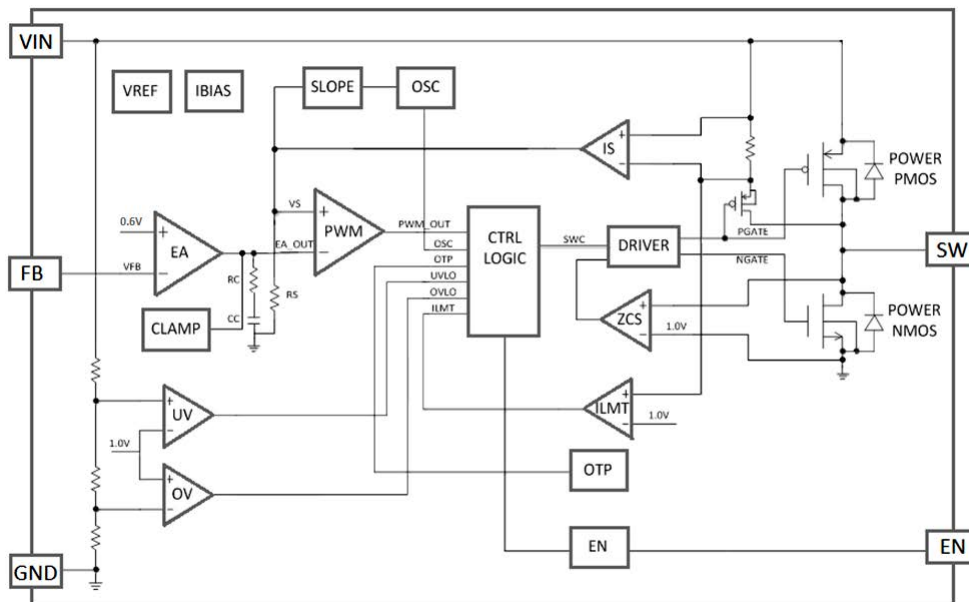 VIN
VREF
IBIAS
SLOPE
OSC
+
IS
−
POWER
PMOS
VS
+
PWM
PWM_OUT
0.6V
+
EA
EA_OUT
−
OSC
CTRL
LOGIC
SWC
DRIVER
PGATE
NGATE
SW
FB
VFB
−
OTP
RC
UVLO
RS
OVLO
CLAMP
CC
ILMT
+
ZCS
1.0V
−
POWER
NMOS
+
UV
−
ILMT
+
−
1.0V
1.0V
+
OV
−
OTP
EN
EN
GND